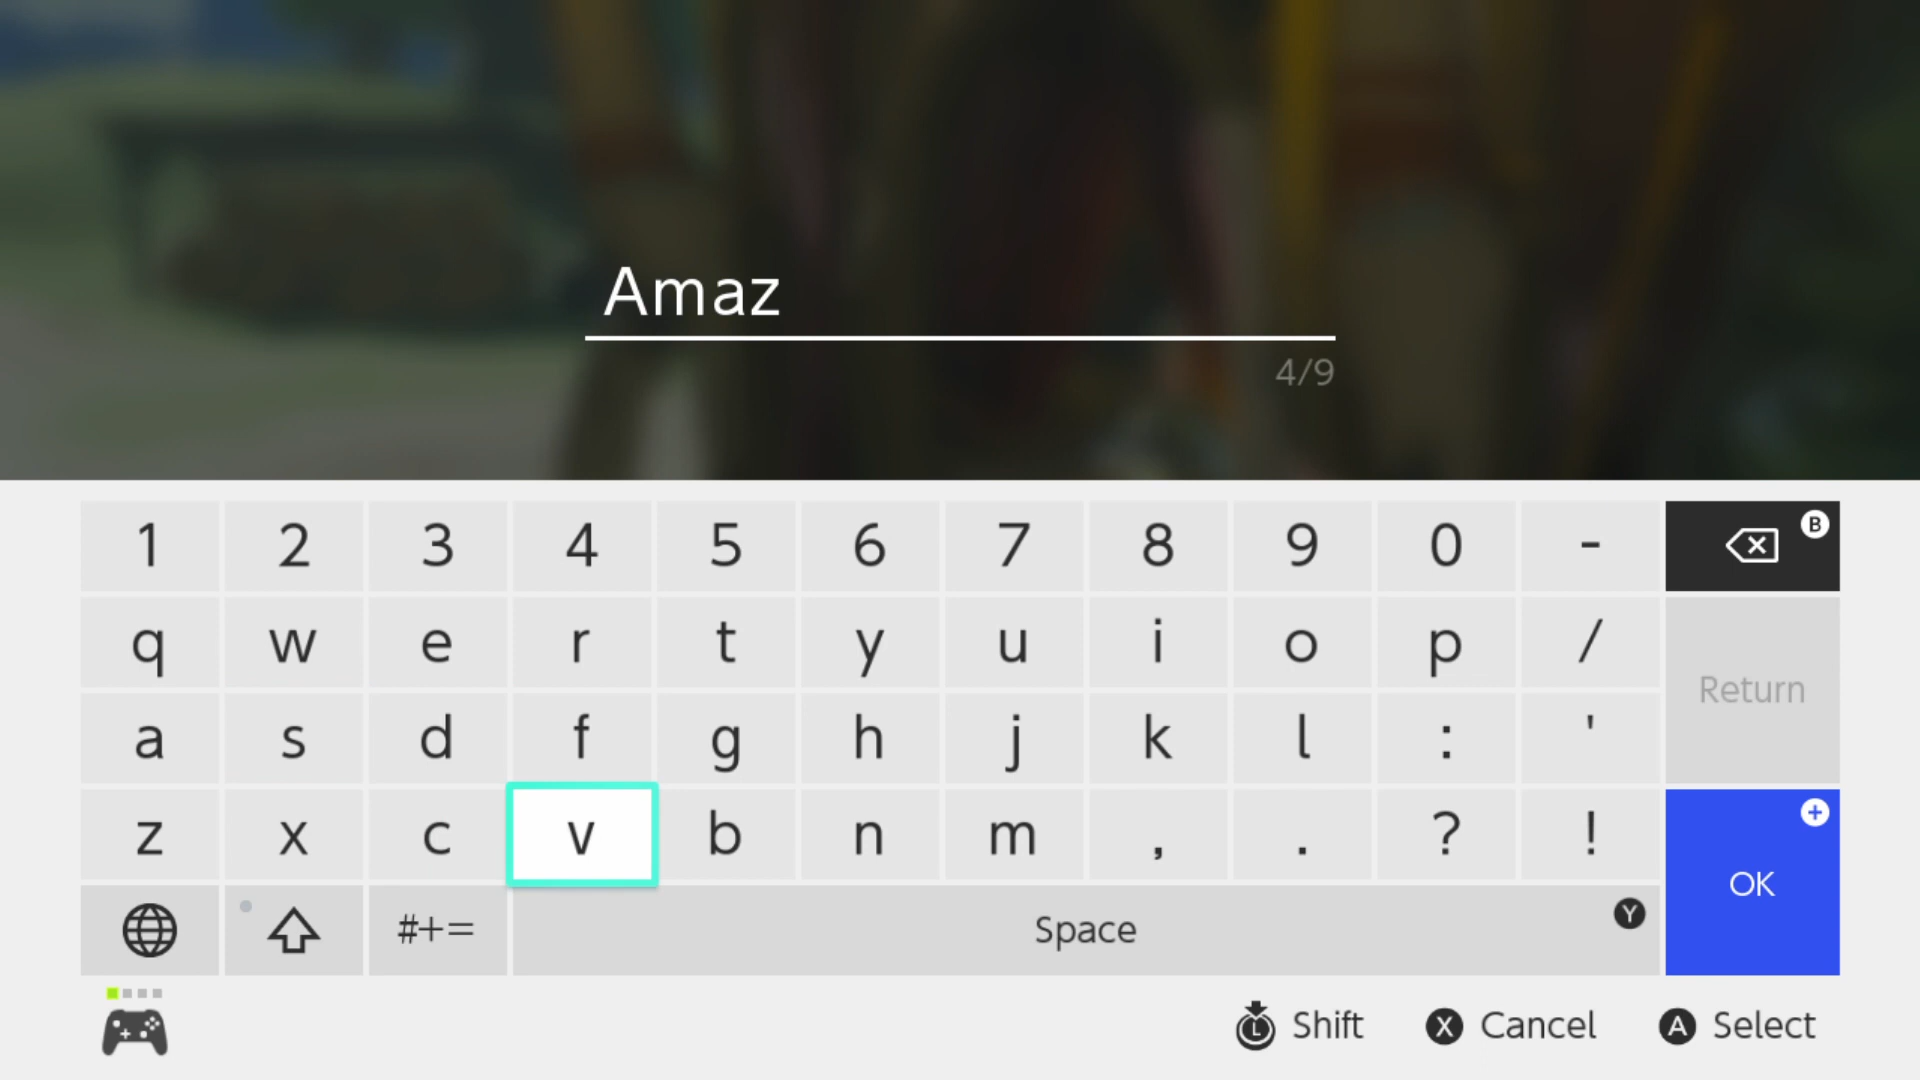 Amaz
4/9
1 2 3 4 5 6 7 8 9 0 - B
q w e r t y u i o p /
Return
a s d f g h j k l : '
z x c v b n m , . ? ! +
OK
#+= Space Y
L Shift X Cancel A Select